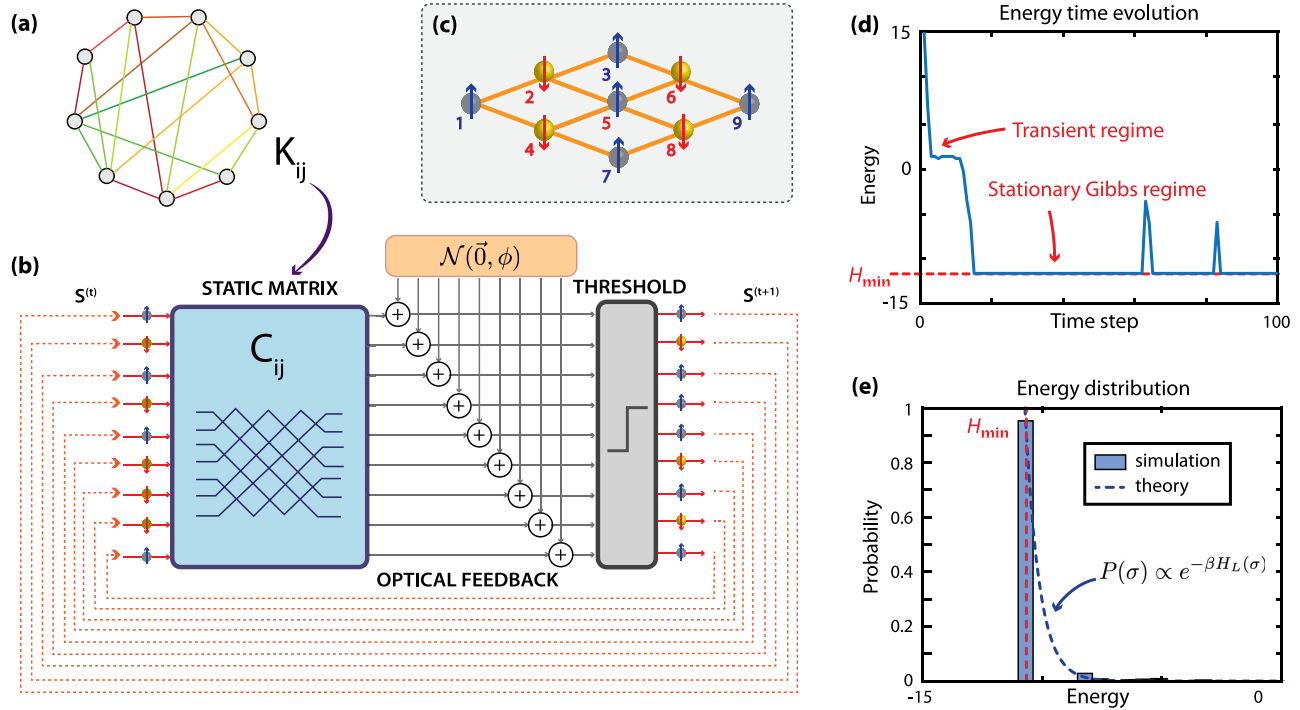 (a)
K_ij
(b)
N(0⃗, ϕ)
STATIC MATRIX
THRESHOLD
S^(t)
S^(t+1)
C_ij
+
+
+
+
+
+
+
+
+
OPTICAL FEEDBACK
(c)
3
2
6
1
5
9
4
8
7
(d)
Energy time evolution
15
Transient regime
0
Energy
Stationary Gibbs regime
H_min
-15
0
Time step
100
(e)
Energy distribution
1
H_min
0.8
simulation
theory
0.6
Probability
0.4
P(σ) ∝ e^{−βH_L(σ)}
0.2
0
-15
Energy
0